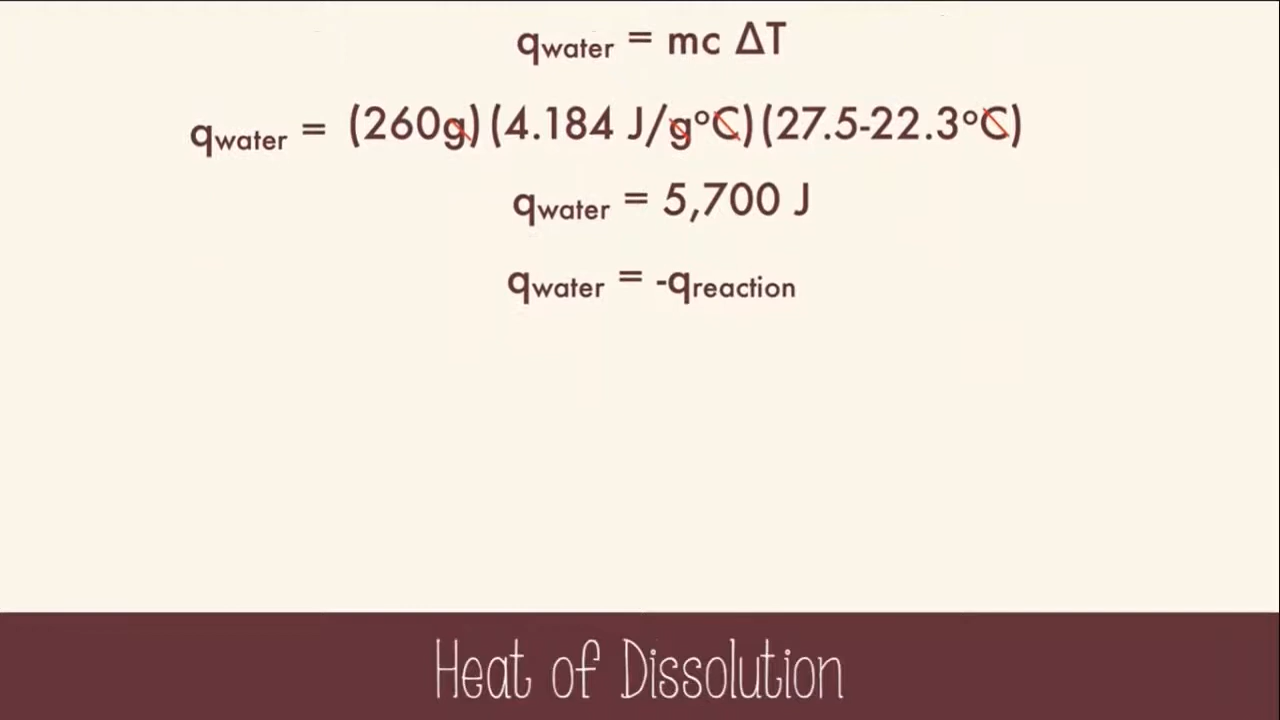 qwater = mc ΔT
qwater = (260g)(4.184 J/g°C)(27.5-22.3°C)
qwater = 5,700 J
qwater = -qreaction
Heat of Dissolution